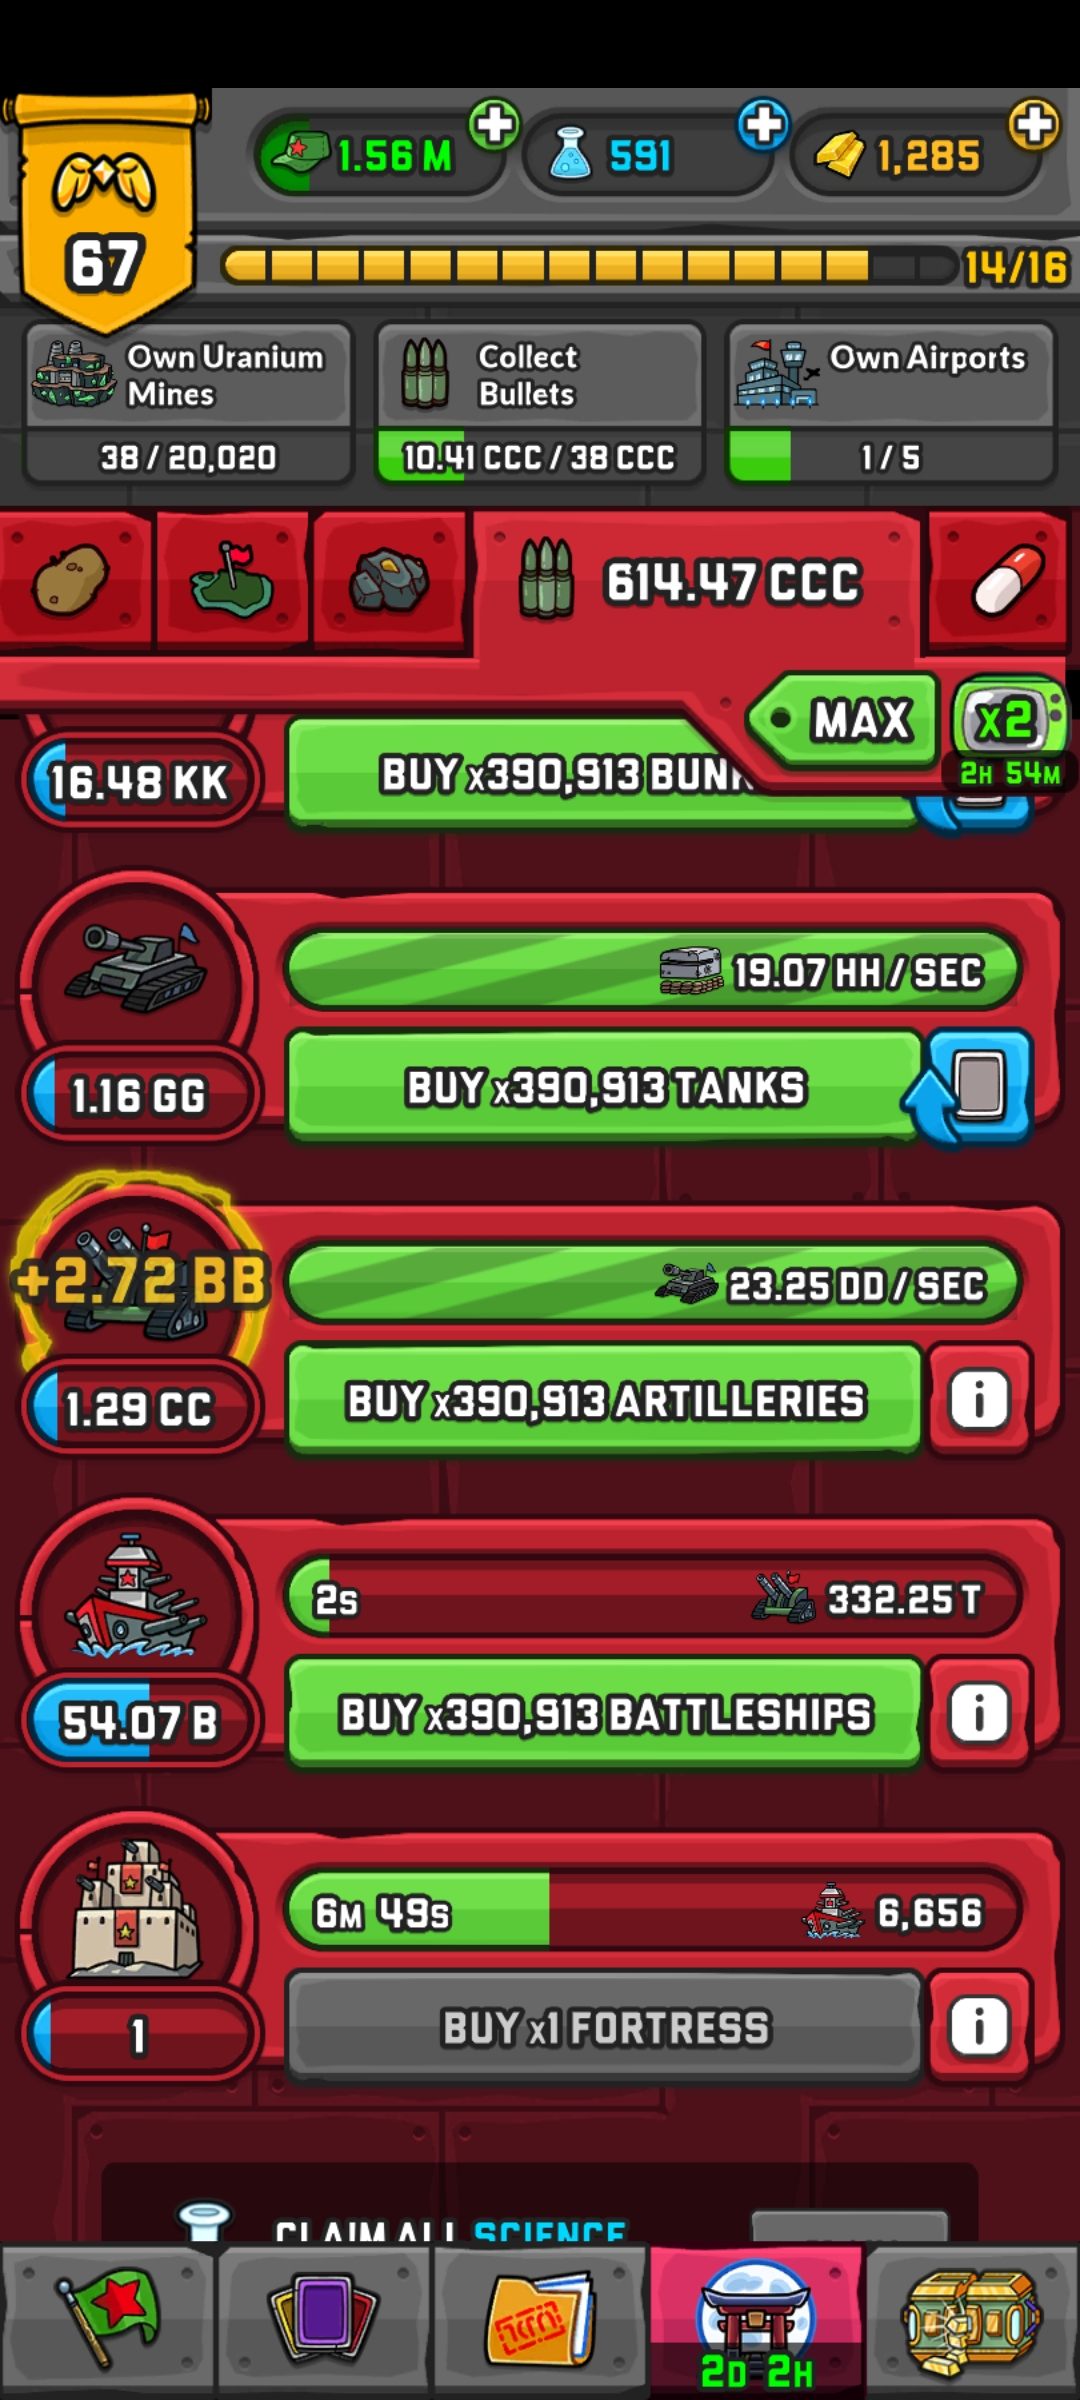 1.56 M
591
1,285
67
14/16
Own Uranium
Mines
38 / 20,020
Collect
Bullets
10.41 CCC / 38 CCC
Own Airports
1 / 5
614.47 CCC
MAX
x2
2H 54M
16.48 KK
BUY x390,913
19.07 HH / SEC
1.16 GG
BUY x390,913 TANKS
+2.72 BB
23.25 DD / SEC
1.29 CC
BUY x390,913 ARTILLERIES
2s
332.25 T
54.07 B
BUY x390,913 BATTLESHIPS
6M 49s
6,656
1
BUY x1 FORTRESS
CLAIM ALL SCIENCE
2D 2H